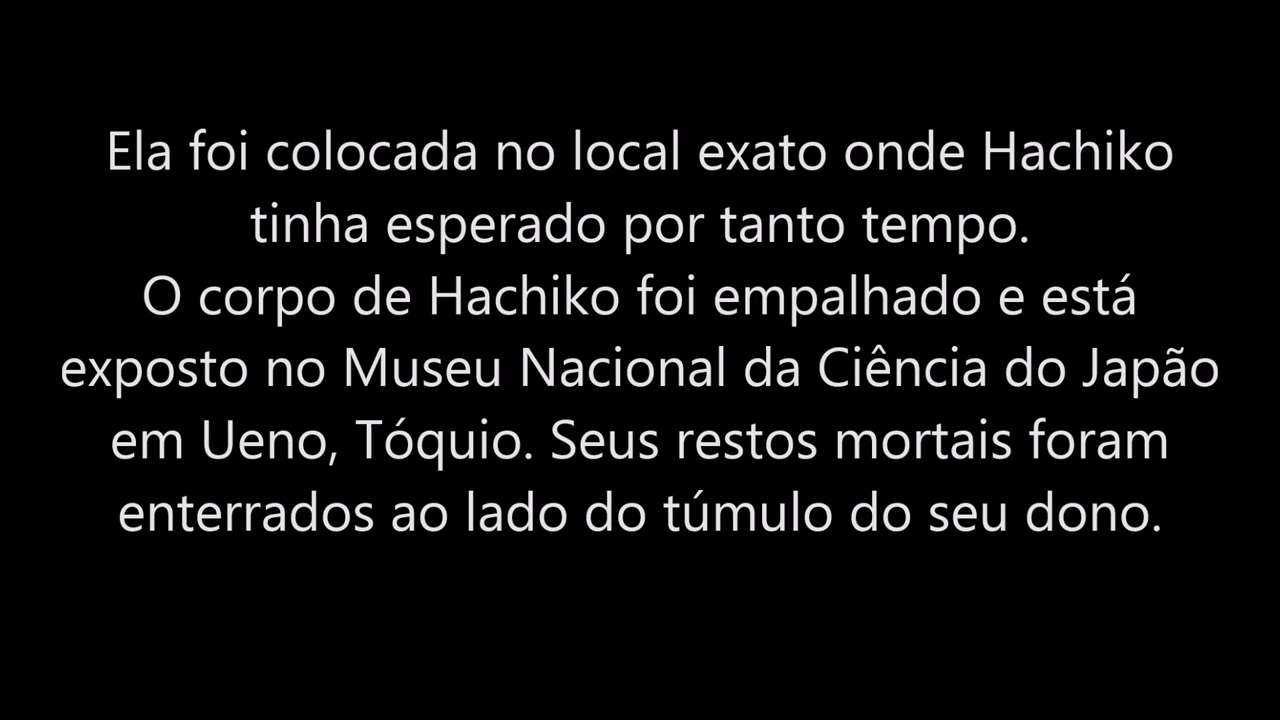 Ela foi colocada no local exato onde Hachiko
tinha esperado por tanto tempo.
O corpo de Hachiko foi empalhado e está
exposto no Museu Nacional da Ciência do Japão
em Ueno, Tóquio. Seus restos mortais foram
enterrados ao lado do túmulo do seu dono.